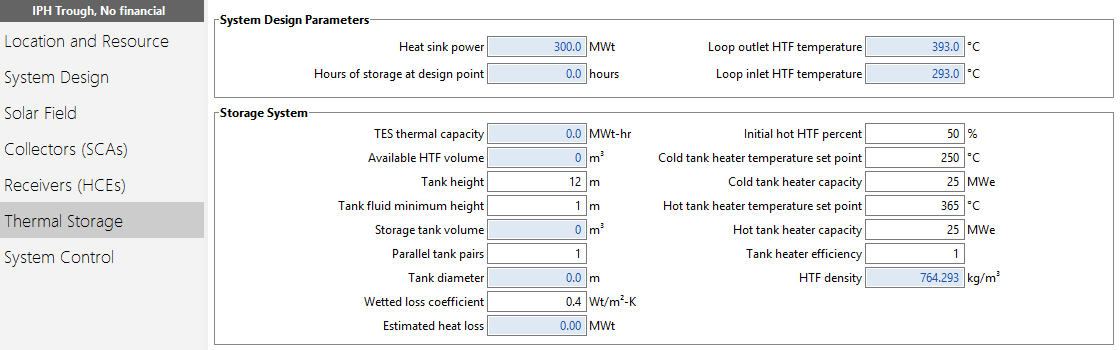 IPH Trough, No financial
Location and Resource
System Design
Solar Field
Collectors (SCAs)
Receivers (HCEs)
Thermal Storage
System Control
System Design Parameters
Heat sink power 300.0 MWt Loop outlet HTF temperature 393.0 °C
Hours of storage at design point 0.0 hours Loop inlet HTF temperature 293.0 °C
Storage System
TES thermal capacity 0.0 MWt-hr Initial hot HTF percent 50 %
Available HTF volume 0 m³ Cold tank heater temperature set point 250 °C
Tank height 12 m Cold tank heater capacity 25 MWe
Tank fluid minimum height 1 m Hot tank heater temperature set point 365 °C
Storage tank volume 0 m³ Hot tank heater capacity 25 MWe
Parallel tank pairs 1 Tank heater efficiency 1
Tank diameter 0.0 m HTF density 764.293 kg/m³
Wetted loss coefficient 0.4 Wt/m²-K
Estimated heat loss 0.00 MWt